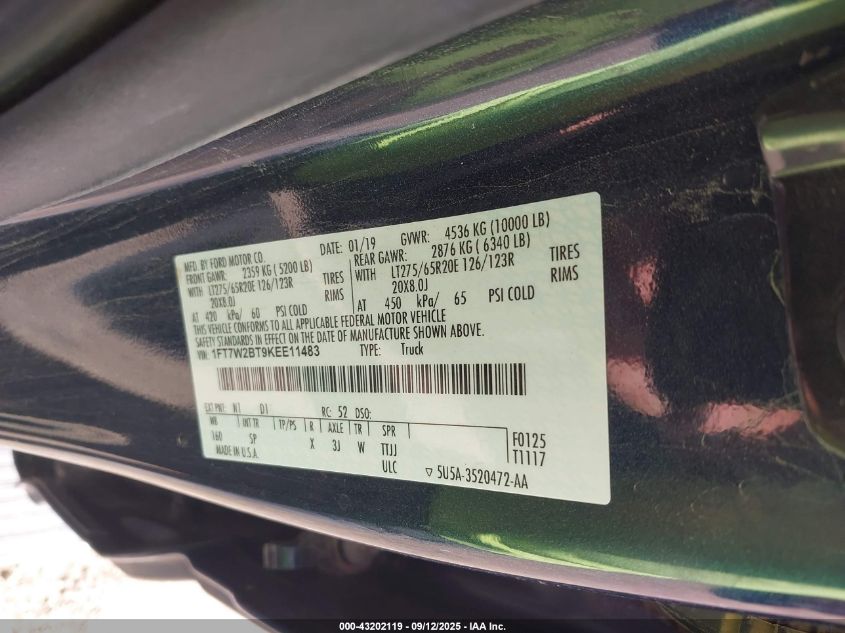 MFD. BY FORD MOTOR CO.
DATE: 01/19 GVWR: 4536 KG (10000 LB)
FRONT GAWR: 2359 KG (5200 LB)
REAR GAWR: 2876 KG (6340 LB)
WITH LT275/65R20E 126/123R TIRES
WITH LT275/65R20E 126/123R TIRES
20X8.0J RIMS
20X8.0J RIMS
AT 420 kPa/ 60 PSI COLD
AT 450 kPa/ 65 PSI COLD
THIS VEHICLE CONFORMS TO ALL APPLICABLE FEDERAL MOTOR VEHICLE
SAFETY STANDARDS IN EFFECT ON THE DATE OF MANUFACTURE SHOWN ABOVE.
VIN: 1FT7W2BT9KEE11483 TYPE: Truck
EXT PNT: N1 D1 RC: 52 DSO:
WB INT TR TP/PS R AXLE TR SPR
160 SP X 3J W TTJJ
F0125
MADE IN U.S.A. ULC
T1117
5U5A-3520472-AA
000-43202119 - 09/12/2025 - IAA Inc.